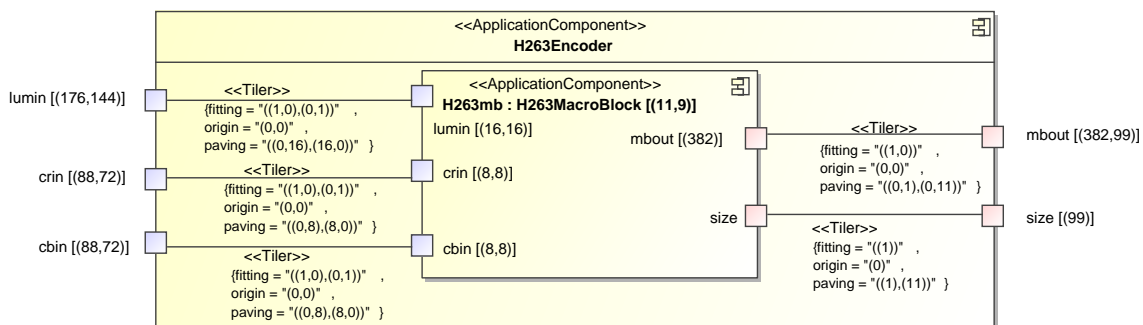 <<ApplicationComponent>>
H263Encoder
lumin [(176,144)]
<<Tiler>>
{fitting = "((1,0),(0,1))" ,
origin = "(0,0)" ,
paving = "((0,16),(16,0))" }
crin [(88,72)]
<<Tiler>>
{fitting = "((1,0),(0,1))" ,
origin = "(0,0)" ,
paving = "((0,8),(8,0))" }
cbin [(88,72)]
<<Tiler>>
{fitting = "((1,0),(0,1))" ,
origin = "(0,0)" ,
paving = "((0,8),(8,0))" }
<<ApplicationComponent>>
H263mb : H263MacroBlock [(11,9)]
lumin [(16,16)]
crin [(8,8)]
cbin [(8,8)]
mbout [(382)]
size
<<Tiler>>
{fitting = "((1,0))" ,
origin = "(0,0)" ,
paving = "((0,1),(0,11))" }
mbout [(382,99)]
<<Tiler>>
{fitting = "((1))" ,
origin = "(0)" ,
paving = "((1),(11))" }
size [(99)]